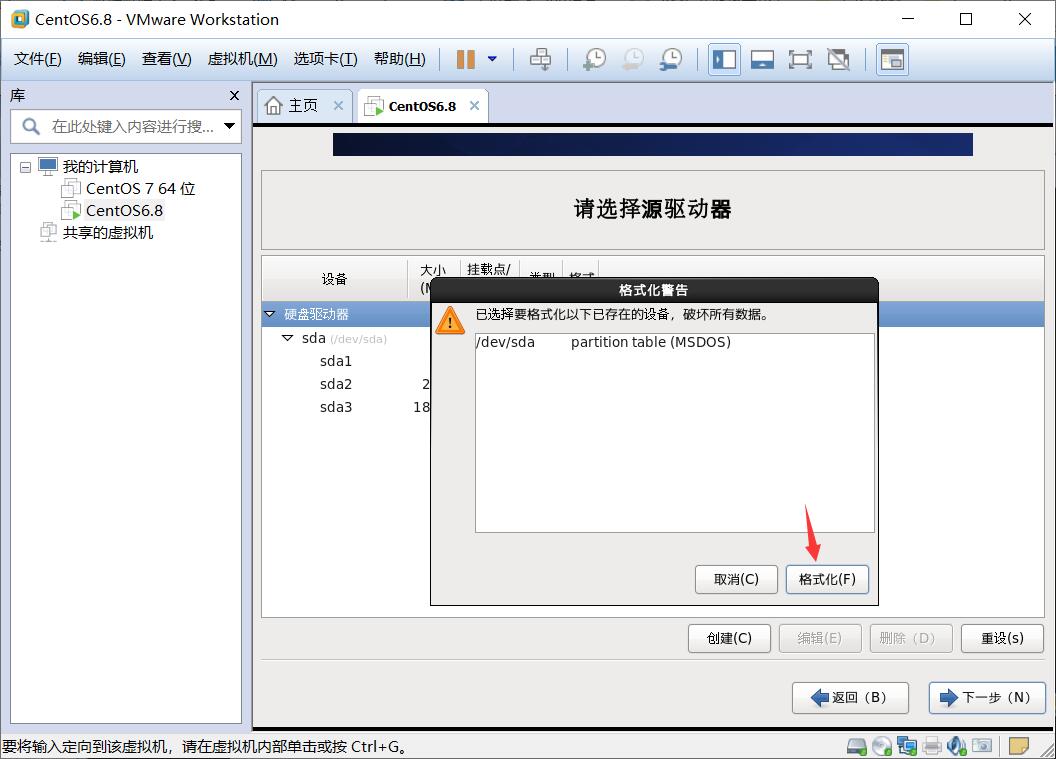 CentOS6.8 - VMware Workstation
文件(F) 编辑(E) 查看(V) 虚拟机(M) 选项卡(T) 帮助(H)
库
在此处键入内容进行搜...
我的计算机
CentOS 7 64 位
CentOS6.8
共享的虚拟机
主页
CentOS6.8
请选择源驱动器
设备
大小
挂载点/
硬盘驱动器
sda (/dev/sda)
sda1
sda2 2
sda3 18
格式化警告
已选择要格式化以下已存在的设备，破坏所有数据。
/dev/sda partition table (MSDOS)
取消(C) 格式化(F)
创建(C) 编辑(E) 删除（D） 重设(s)
返回（B） 下一步（N）
要将输入定向到该虚拟机，请在虚拟机内部单击或按 Ctrl+G。